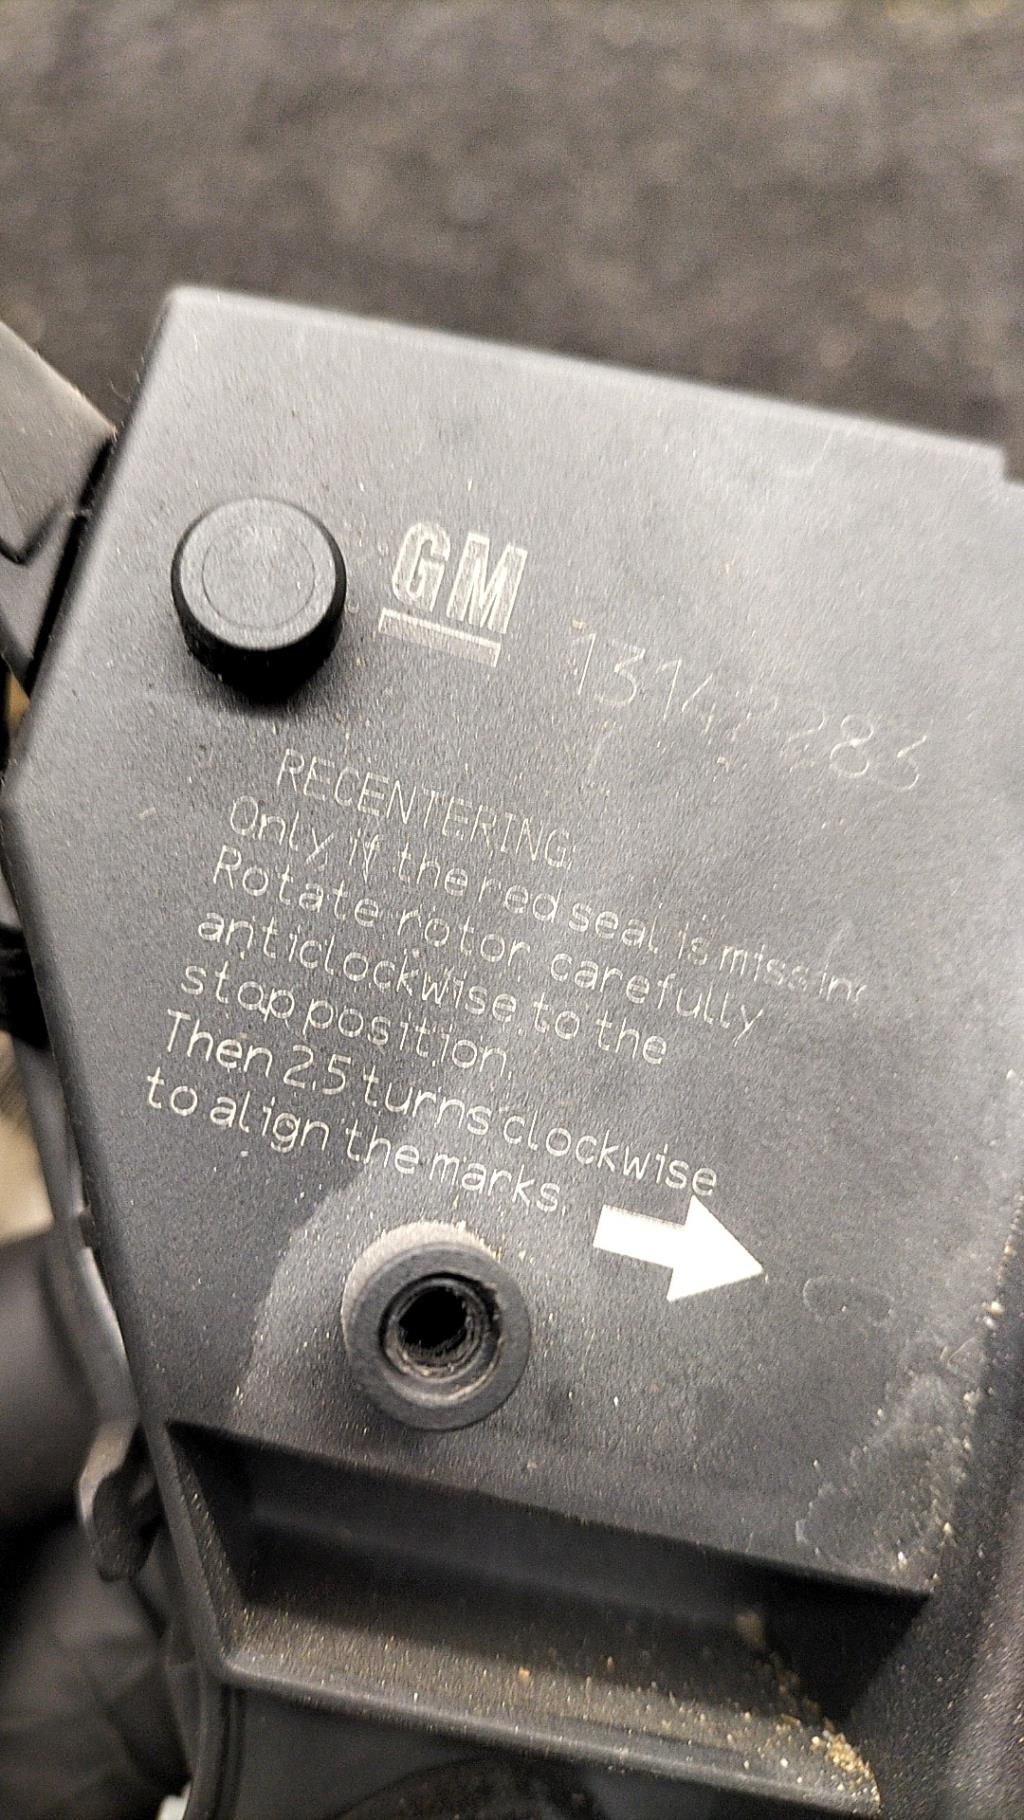 GM
RECENTERING:
Only if the red seal is missing
Rotate rotor carefully
anticlockwise to the
stop position.
Then 2.5 turns clockwise
to align the marks.